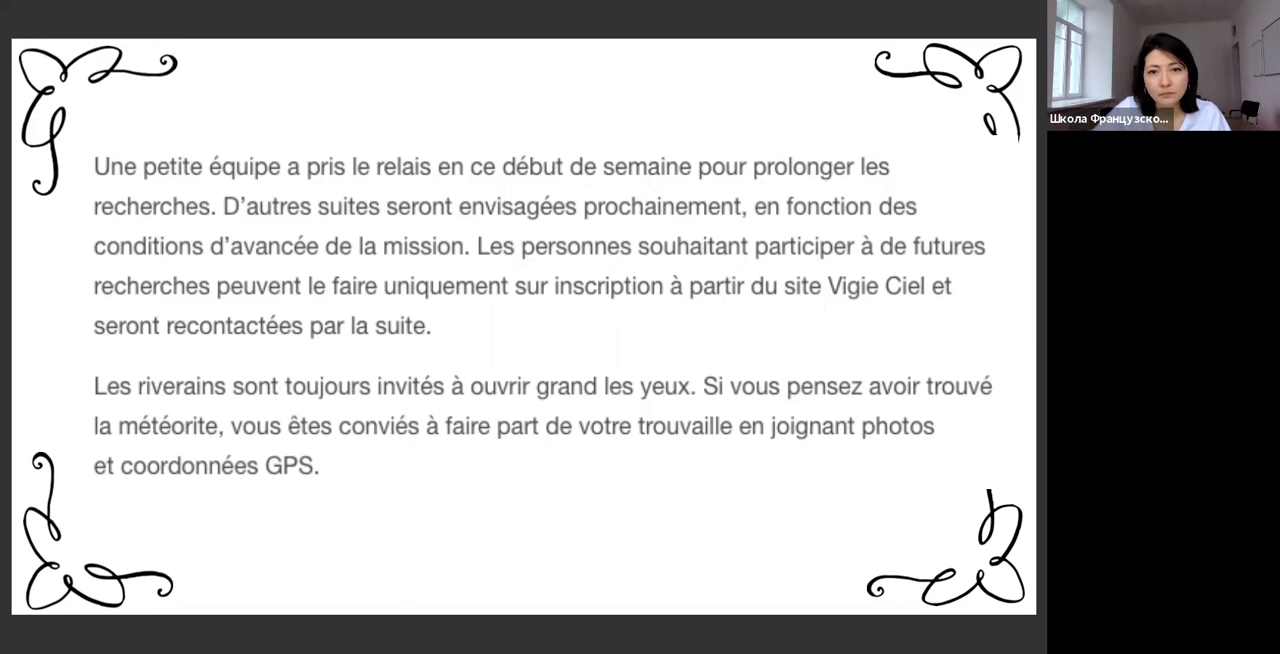 Une petite équipe a pris le relais en ce début de semaine pour prolonger les
recherches. D’autres suites seront envisagées prochainement, en fonction des
conditions d’avancée de la mission. Les personnes souhaitant participer à de futures
recherches peuvent le faire uniquement sur inscription à partir du site Vigie Ciel et
seront recontactées par la suite.
Les riverains sont toujours invités à ouvrir grand les yeux. Si vous pensez avoir trouvé
la météorite, vous êtes conviés à faire part de votre trouvaille en joignant photos
et coordonnées GPS.
Школа Французско...